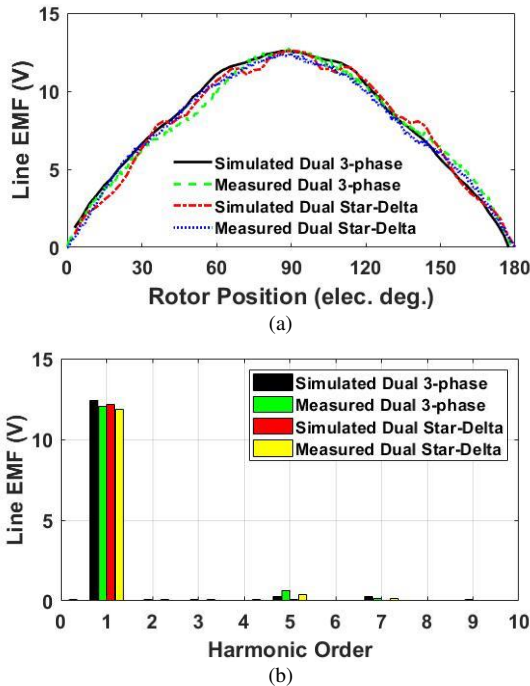 15
10
5
0
Line EMF (V)
Simulated Dual 3-phase
Measured Dual 3-phase
Simulated Dual Star-Delta
Measured Dual Star-Delta
0 30 60 90 120 150 180
Rotor Position (elec. deg.)
(a)
15
10
5
0
Line EMF (V)
Simulated Dual 3-phase
Measured Dual 3-phase
Simulated Dual Star-Delta
Measured Dual Star-Delta
0 1 2 3 4 5 6 7 8 9 10
Harmonic Order
(b)